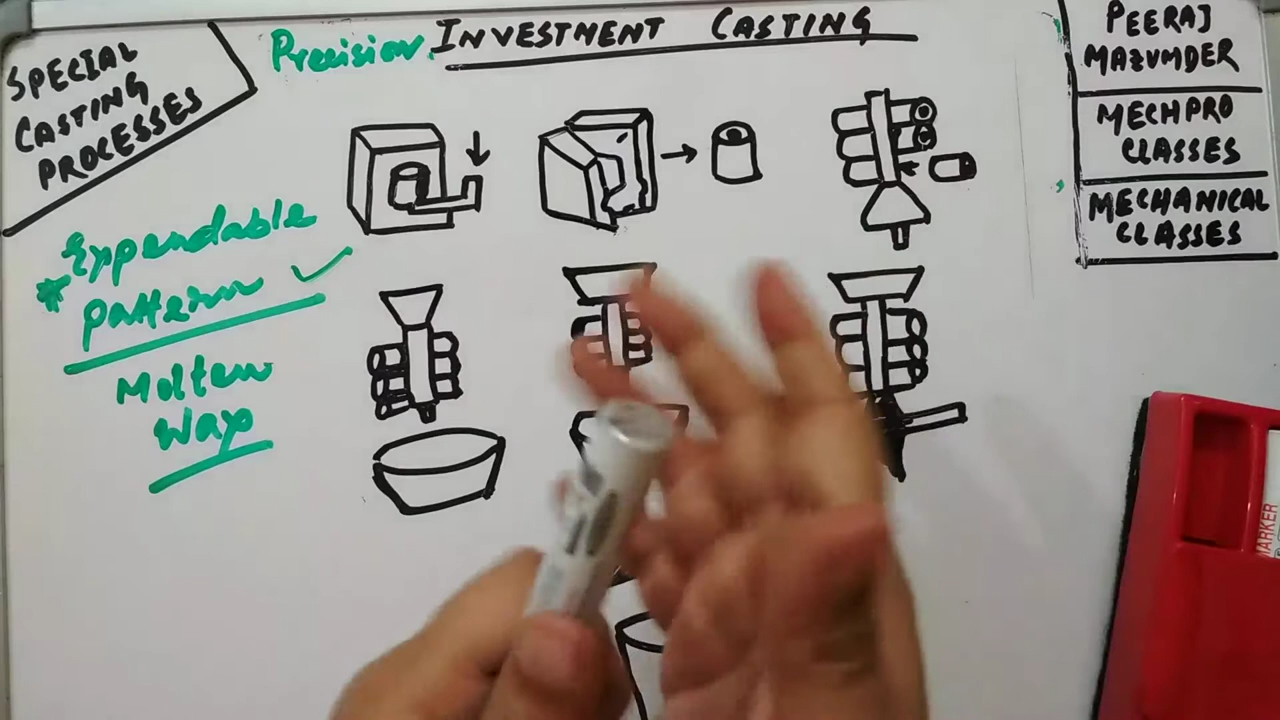 SPECIAL
CASTING
PROCESSES
Precision INVESTMENT CASTING
PEERAJ
MAZUMDER
MECHPRO
CLASSES
MECHANICAL
CLASSES
* Expendable
pattern ✓
Molten
Wax
MARKER